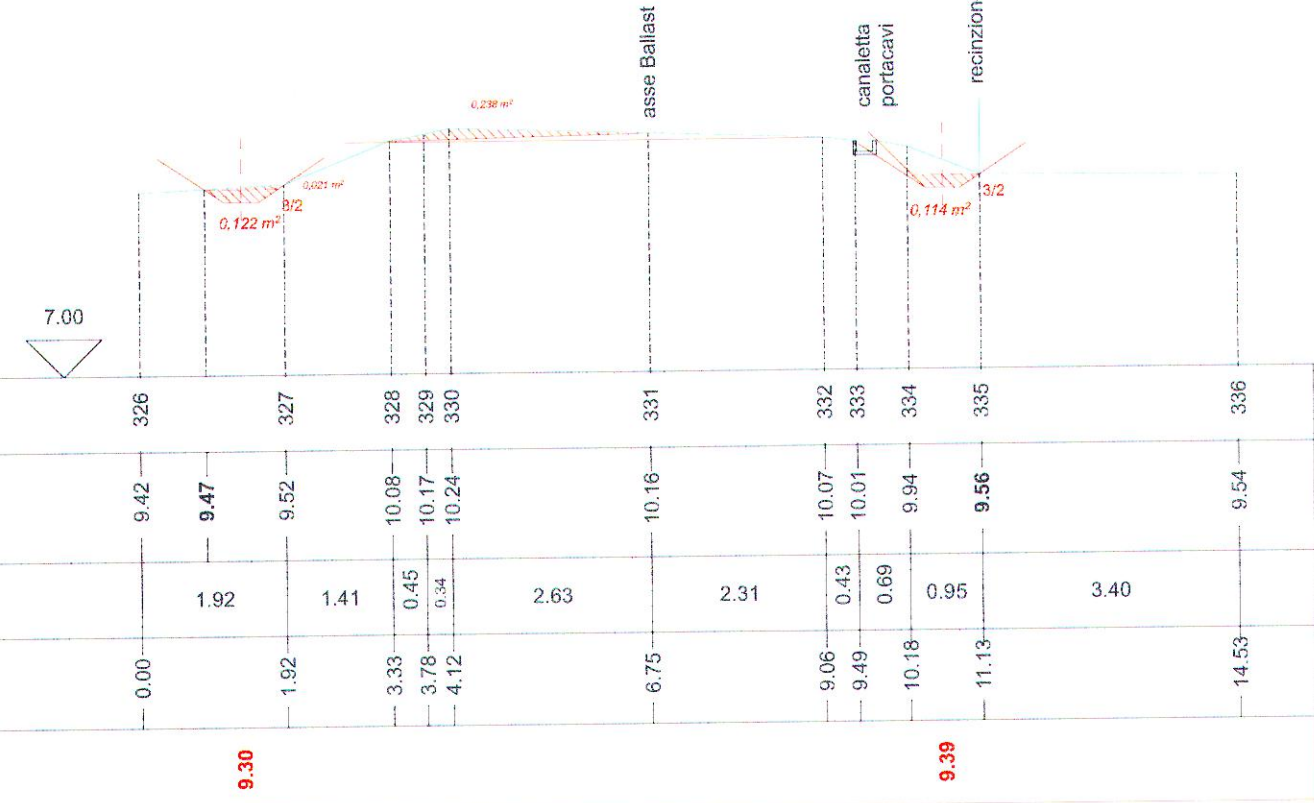 asse Ballast
canaletta
portacavi
recinzion
0,238 m²
0,021 m²
3/2
0,122 m²
3/2
0,114 m²
7.00
326 327 328 329 330 331 332 333 334 335 336
9.42 9.47 9.52 10.08 10.17 10.24 10.16 10.07 10.01 9.94 9.56 9.54
1.92 1.41 0.45 0.34 2.63 2.31 0.43 0.69 0.95 3.40
0.00 1.92 3.33 3.78 4.12 6.75 9.06 9.49 10.18 11.13 14.53
9.30 9.39